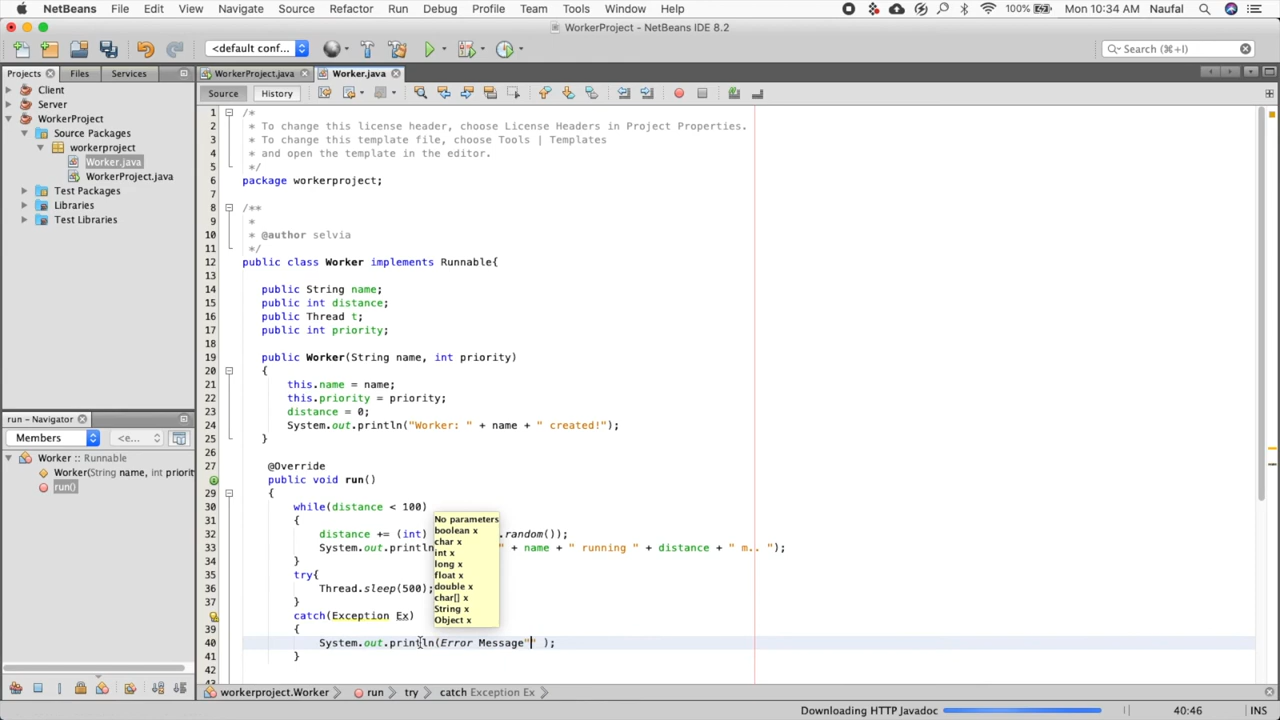 NetBeans File Edit View Navigate Source Refactor Run Debug Profile Team Tools Window Help 100% Mon 10:34 AM Naufal
WorkerProject - NetBeans IDE 8.2
<default conf... Search (⌘+I)
Projects Files Services
WorkerProject.java Worker.java
Source History
Client
Server
WorkerProject
Source Packages
workerproject
Worker.java
WorkerProject.java
Test Packages
Libraries
Test Libraries
run - Navigator
Members <e...
Worker :: Runnable
Worker(String name, int priorit
run()
1 /*
2 * To change this license header, choose License Headers in Project Properties.
3 * To change this template file, choose Tools | Templates
4 * and open the template in the editor.
5 */
6 package workerproject;
7
8 /**
9 *
10 * @author selvia
11 */
12 public class Worker implements Runnable{
13
14 public String name;
15 public int distance;
16 public Thread t;
17 public int priority;
18
19 public Worker(String name, int priority)
20 {
21 this.name = name;
22 this.priority = priority;
23 distance = 0;
24 System.out.println("Worker: " + name + " created!");
25 }
26
27 @Override
public void run()
29 {
30 while(distance < 100)
31 {
32 distance += (int) .random());
33 System.out.println " + name + " running " + distance + " m.. ");
34 }
35 try{
36 Thread.sleep(500);
37 }
catch(Exception Ex)
39 {
40 System.out.println(Error Message"" );
41 }
42
43
No parameters
boolean x
char x
int x
long x
float x
double x
char[] x
String x
Object x
workerproject.Worker run try catch Exception Ex
Downloading HTTP Javadoc 40:46 INS